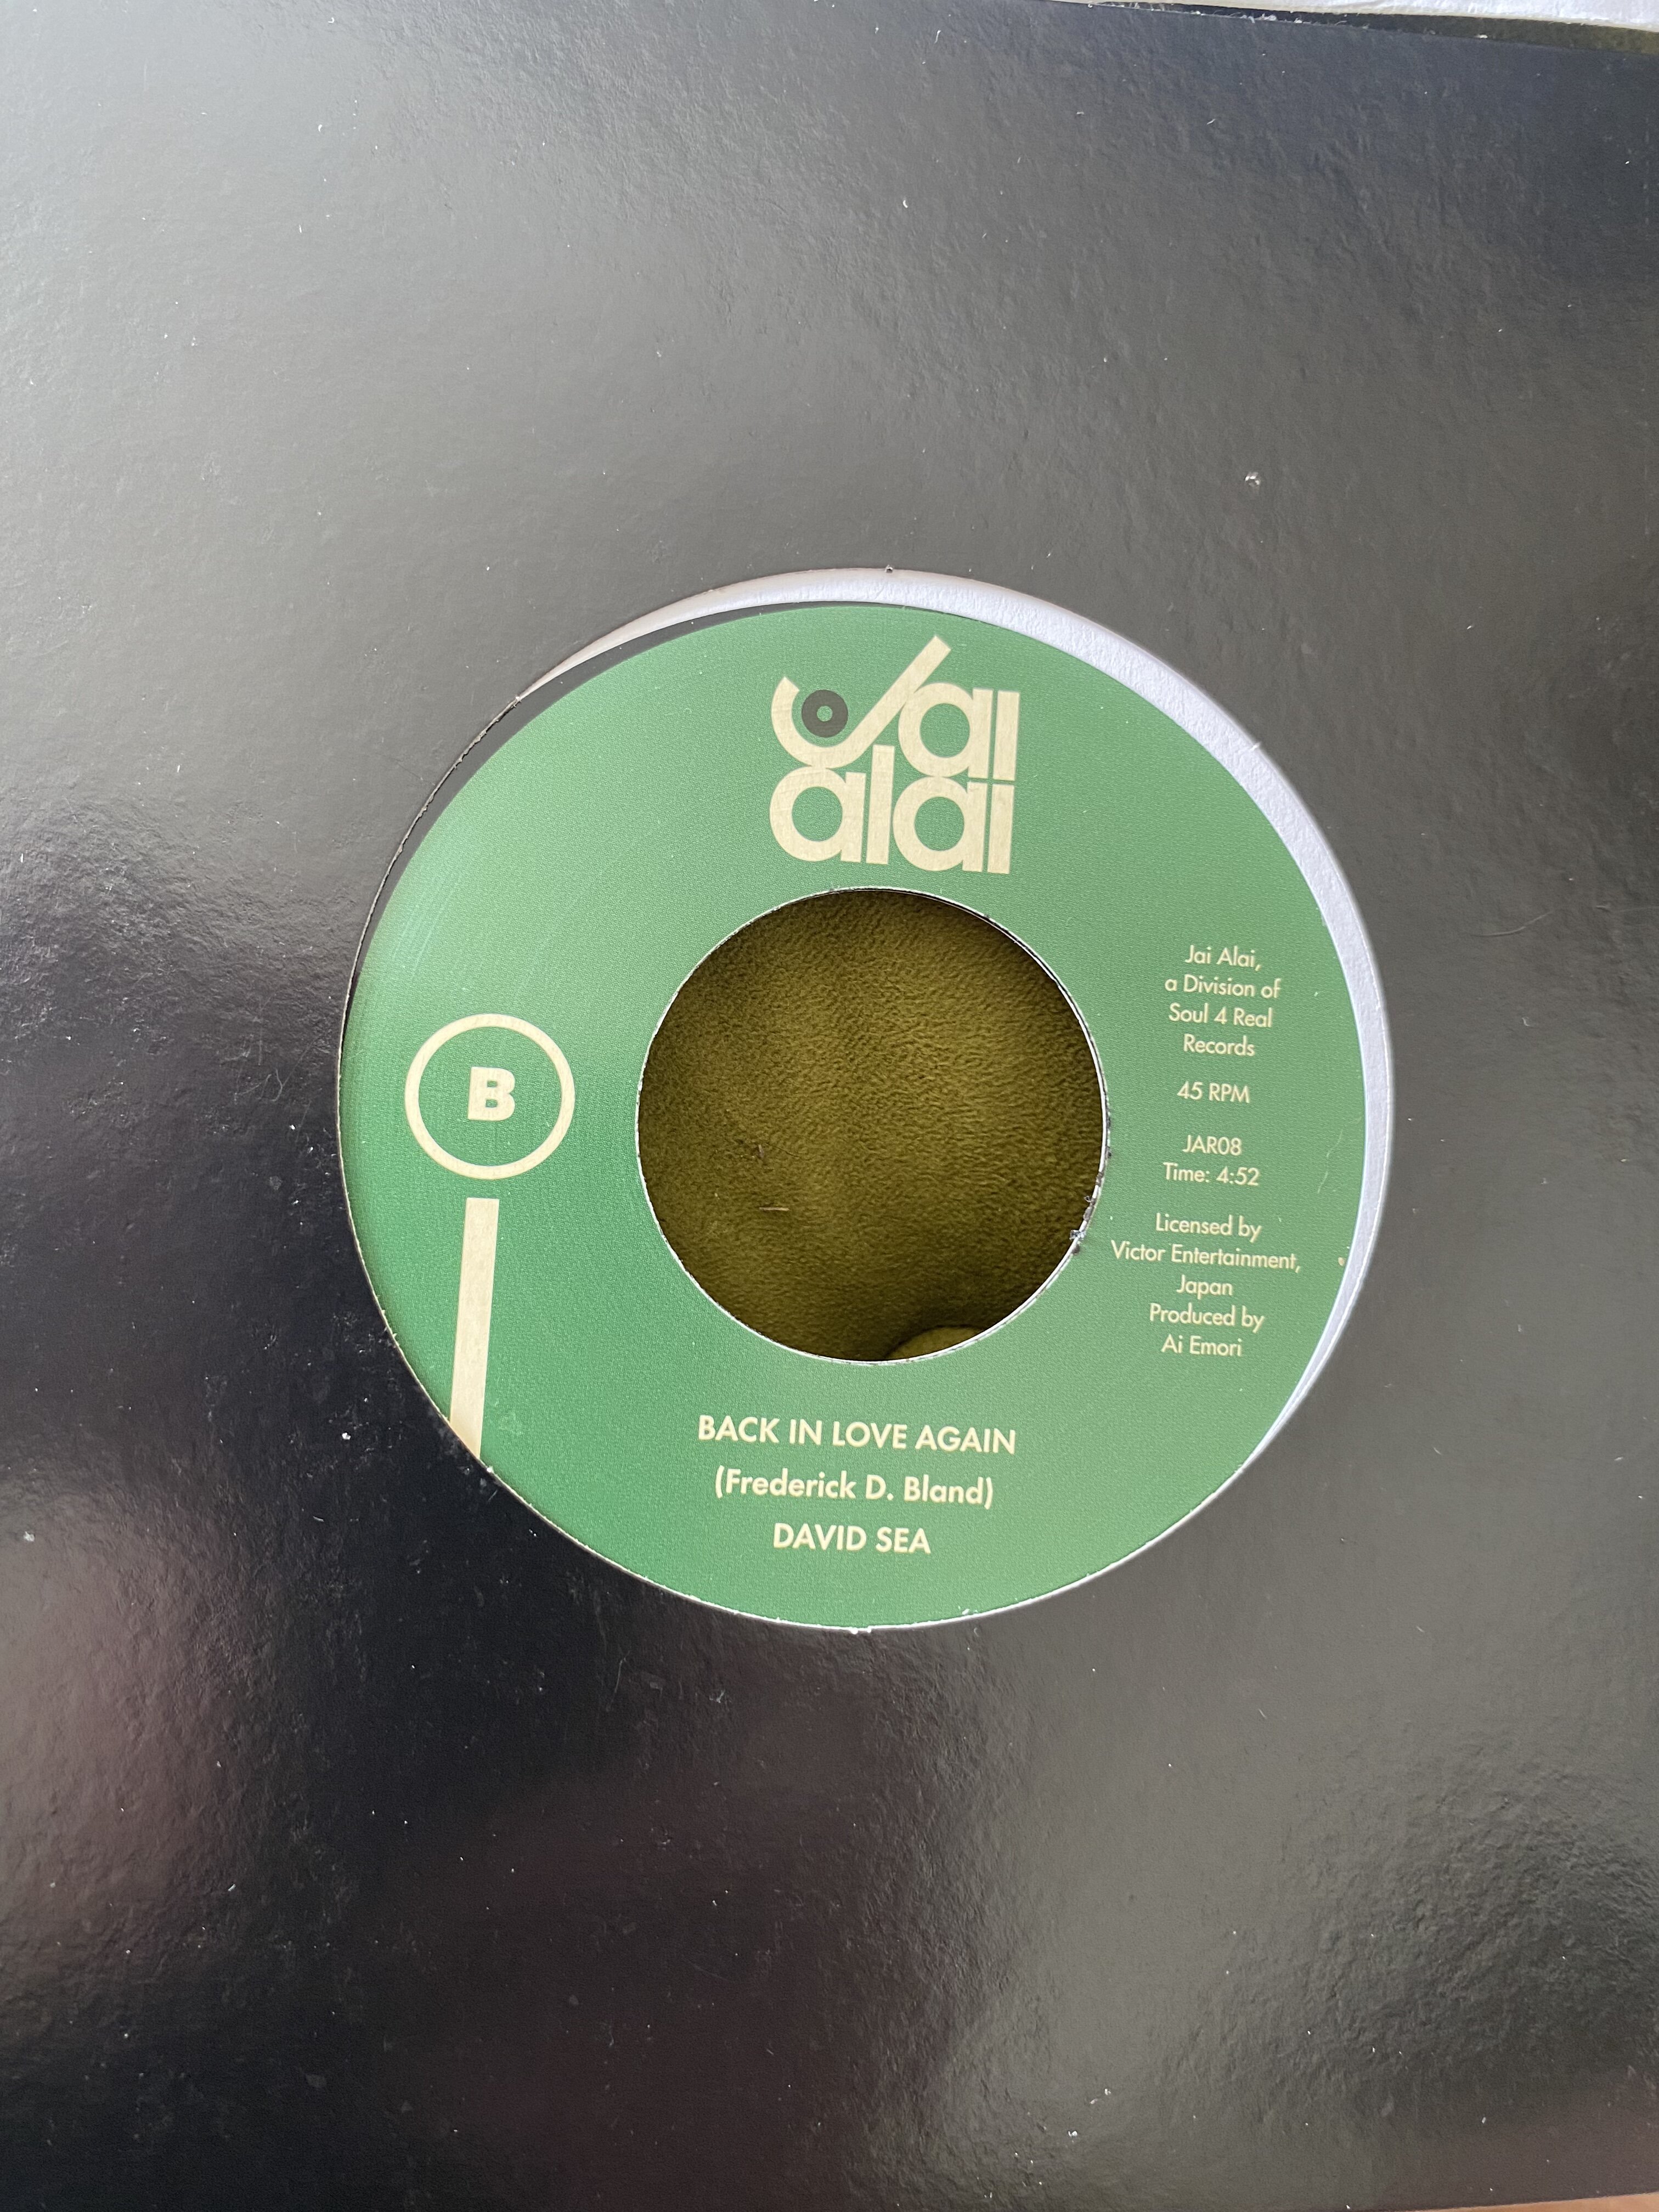 Jai
alai
Jai Alai,
a Division of
Soul 4 Real
Records
45 RPM
JAR08
Time: 4:52
Licensed by
Victor Entertainment,
Japan
Produced by
Ai Emori
B
BACK IN LOVE AGAIN
(Frederick D. Bland)
DAVID SEA